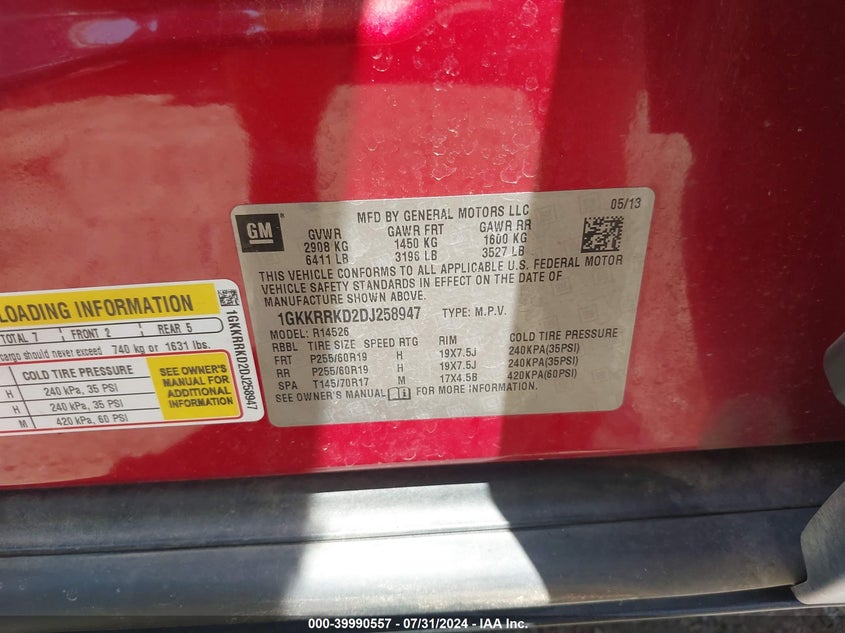 GM
MFD BY GENERAL MOTORS LLC
05/13
GVWR GAWR FRT GAWR RR
2908 KG 1450 KG 1600 KG
6411 LB 3196 LB 3527 LB
THIS VEHICLE CONFORMS TO ALL APPLICABLE U.S. FEDERAL MOTOR
VEHICLE SAFETY STANDARDS IN EFFECT ON THE DATE OF
MANUFACTURE SHOWN ABOVE.
1GKKRRKD2DJ258947 TYPE: M.P.V.
MODEL: R14526
RBBL TIRE SIZE SPEED RTG RIM COLD TIRE PRESSURE
FRT P255/60R19 H 19X7.5J 240KPA(35PSI)
RR P255/60R19 H 19X7.5J 240KPA(35PSI)
SPA T145/70R17 M 17X4.5B 420KPA(60PSI)
SEE OWNER'S MANUAL FOR MORE INFORMATION.
LOADING INFORMATION
TOTAL 7 FRONT 2 REAR 5
cargo should never exceed 740 kg or 1631 lbs.
COLD TIRE PRESSURE
H 240 kPa, 35 PSI
H 240 kPa, 35 PSI
M 420 kPa, 60 PSI
SEE OWNER'S
MANUAL FOR
ADDITIONAL
INFORMATION
1GKKRRKD2DJ258947
000-39990557 - 07/31/2024 - IAA Inc.